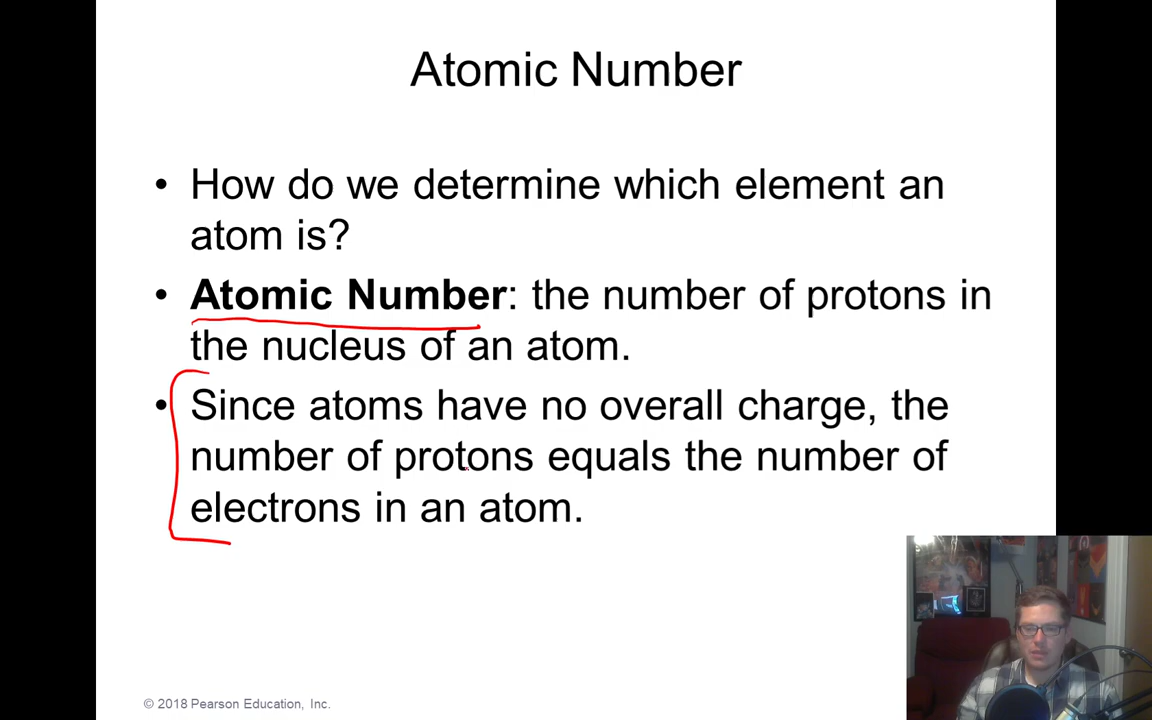 Atomic Number
• How do we determine which element an
atom is?
• Atomic Number: the number of protons in
the nucleus of an atom.
• Since atoms have no overall charge, the
number of protons equals the number of
electrons in an atom.
© 2018 Pearson Education, Inc.